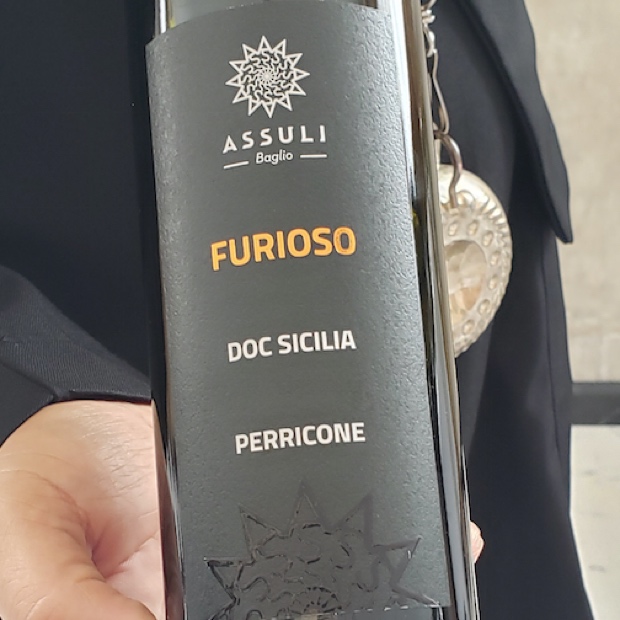 ASSULI
Baglio
FURIOSO
DOC SICILIA
PERRICONE